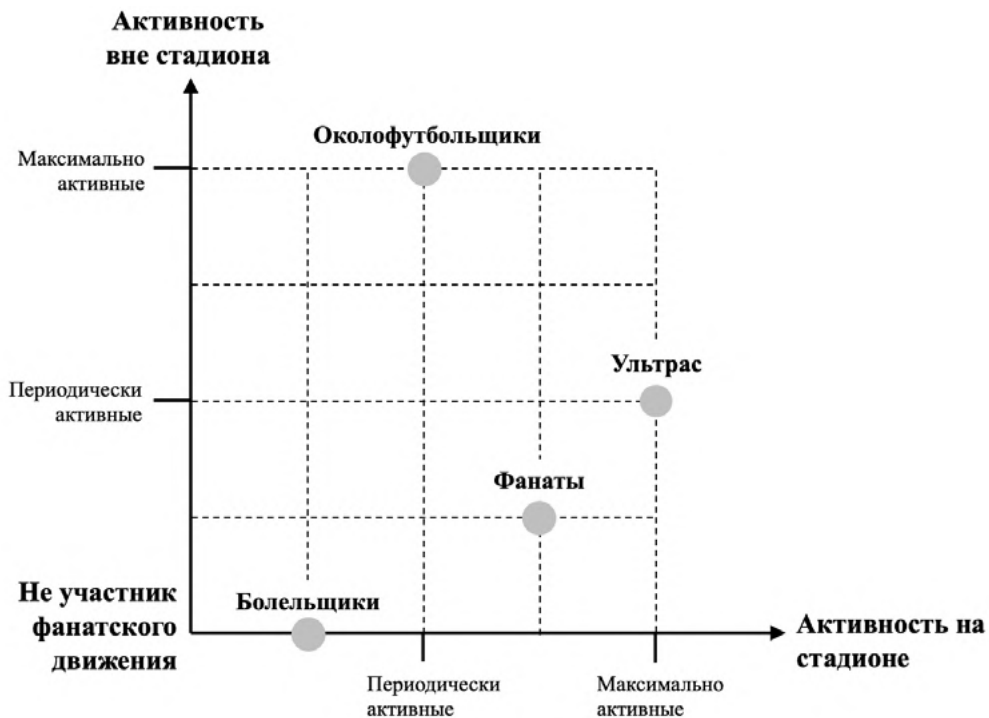 Активность
вне стадиона
Околофутбольщики
Максимально
активные
Ультрас
Периодически
активные
Фанаты
Не участник
фанатского
движения
Болельщики
Активность на
стадионе
Периодически
активные
Максимально
активные